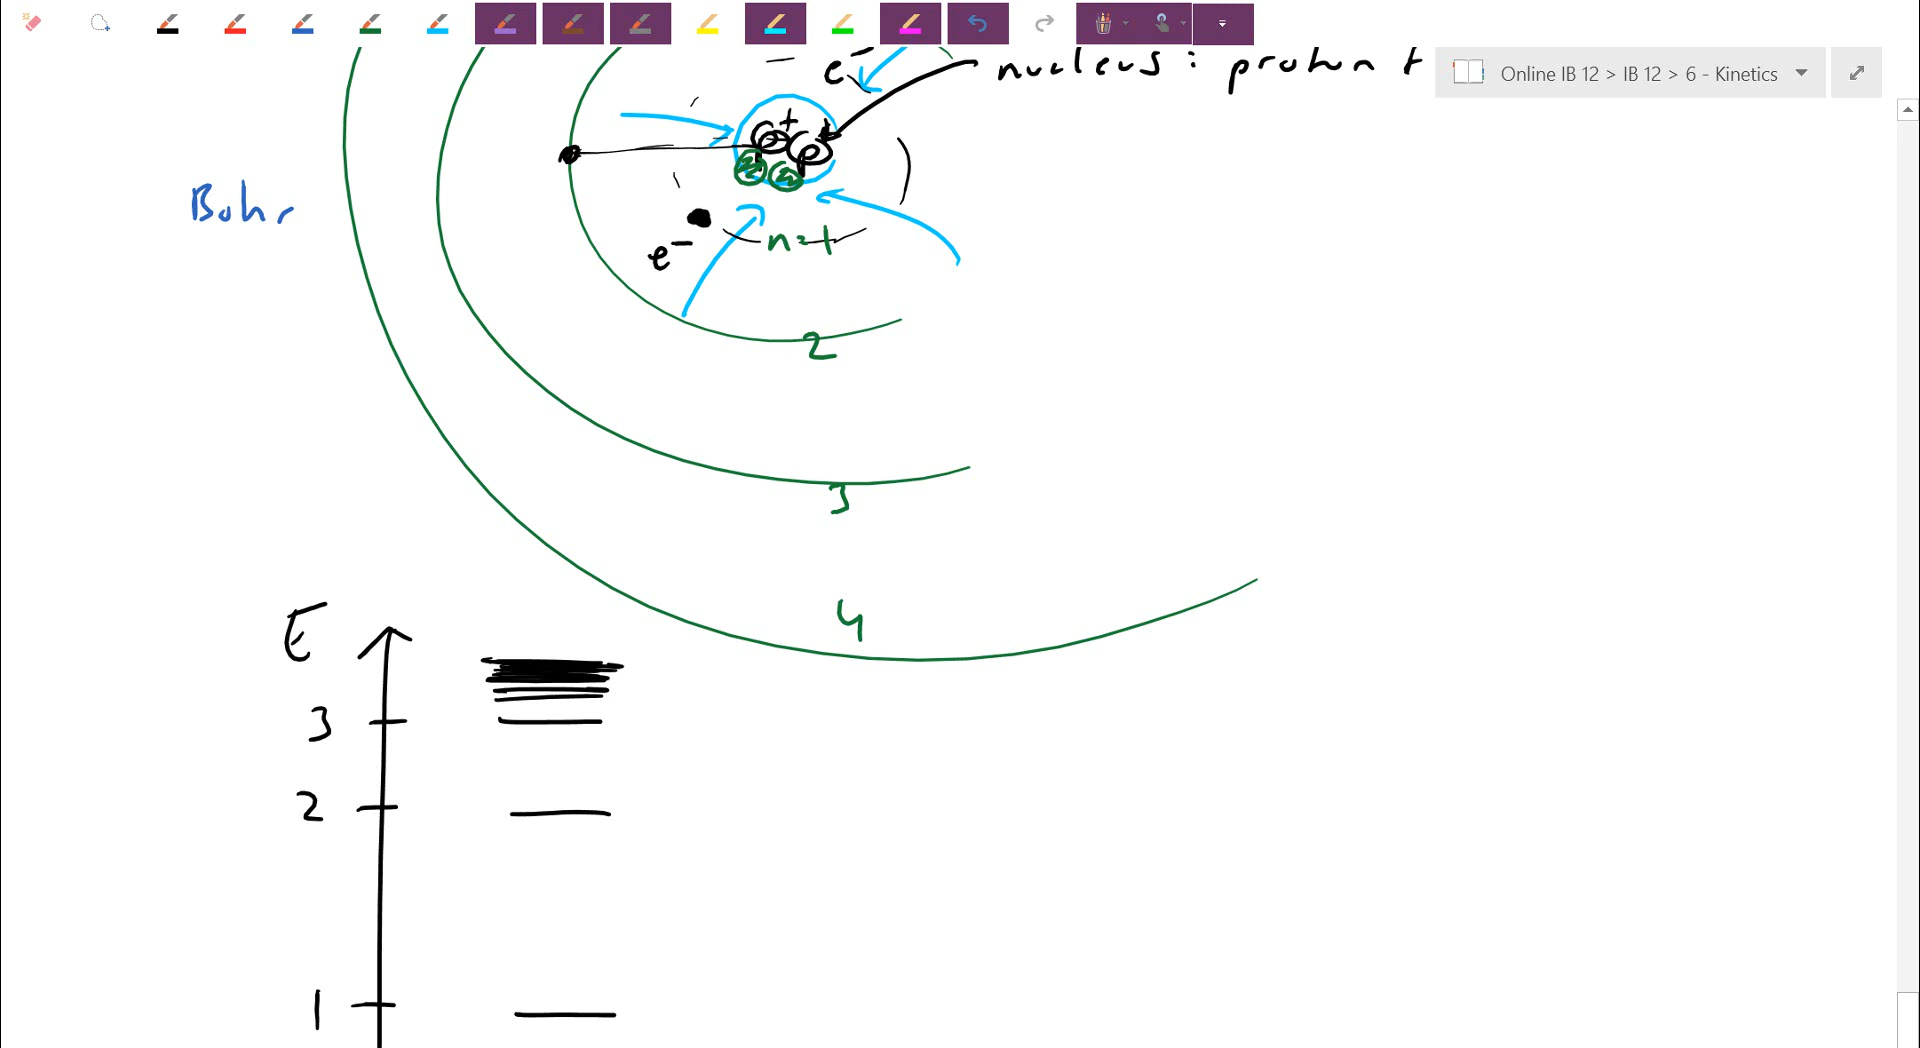 e⁻ nucleus : proton +
Online IB 12 > IB 12 > 6 - Kinetics
+ +
p p
Bohr
n=1
e⁻
2
3
4
E
3
2
1